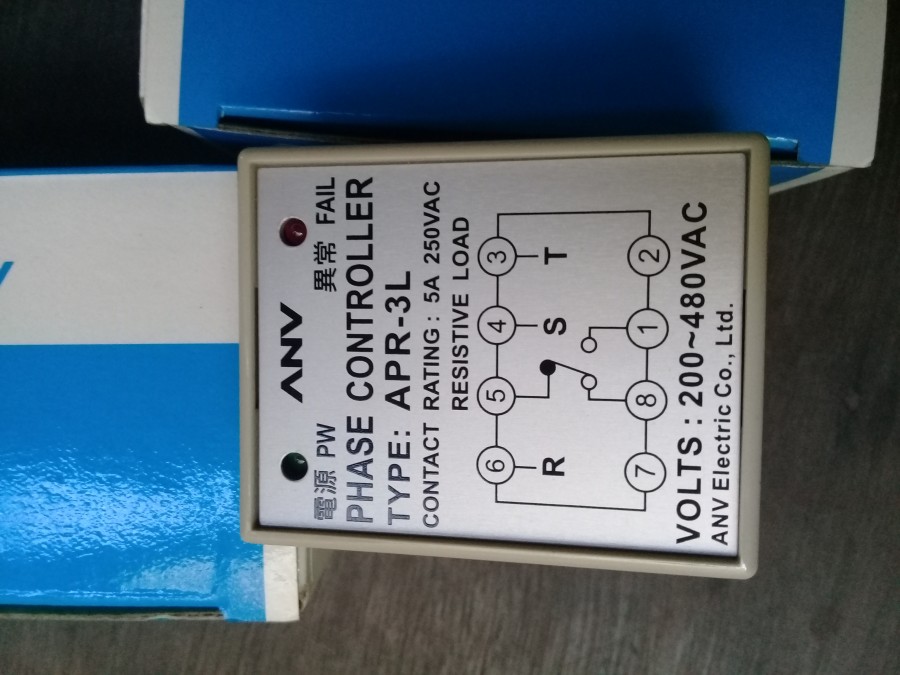 ANV
電源 PW 異常 FAIL
PHASE CONTROLLER
TYPE: APR-3L
CONTACT RATING: 5A 250VAC
RESISTIVE LOAD
6 5 4 3
R S T
7 8 1 2
VOLTS : 200~480VAC
ANV Electric Co., Ltd.